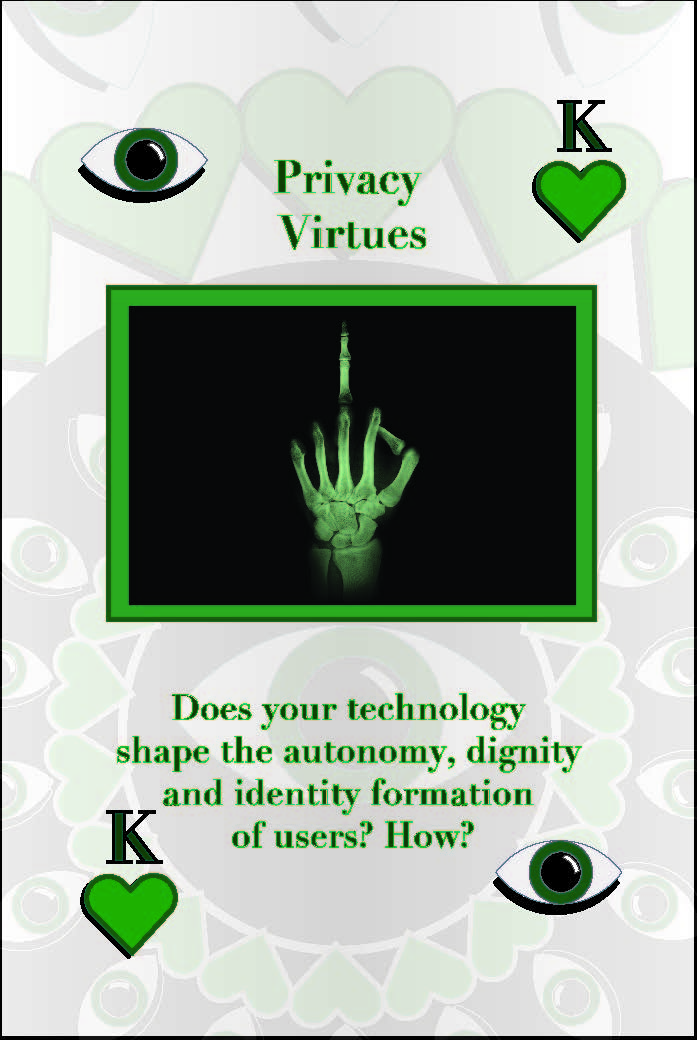 K
Privacy
Virtues
Does your technology
shape the autonomy, dignity
and identity formation
of users? How?
K